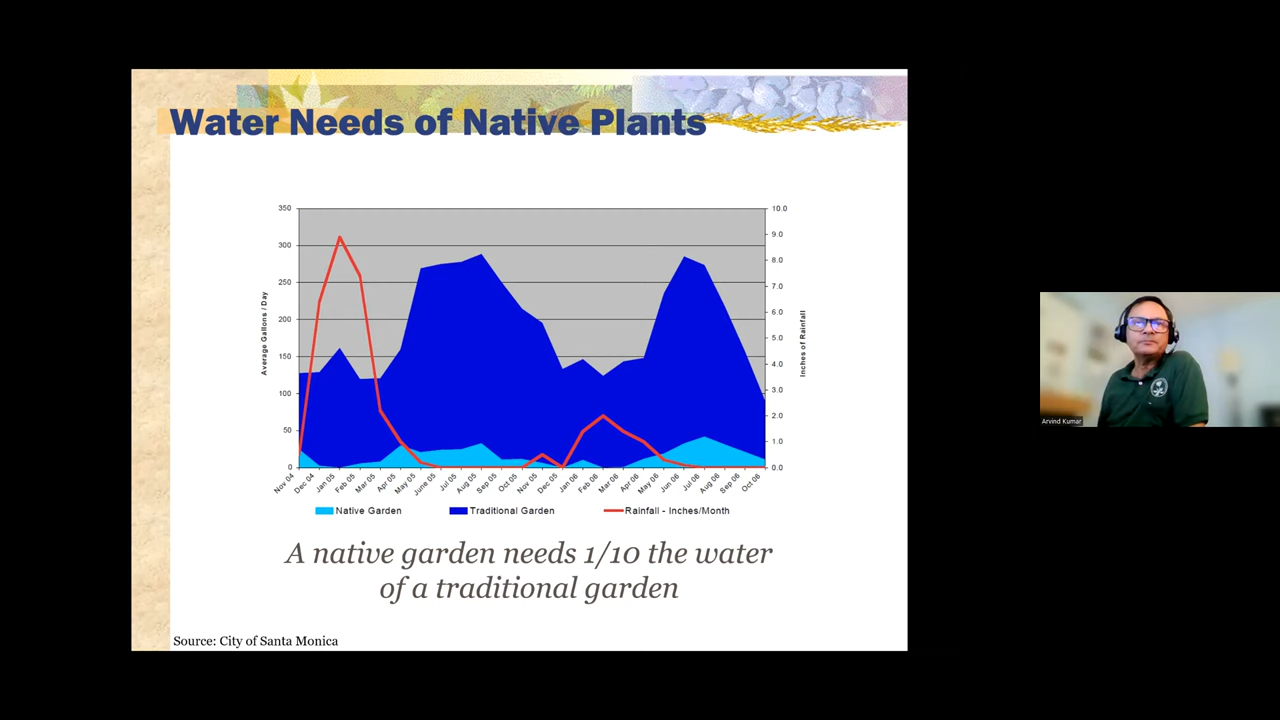 Water Needs of Native Plants
350
300
250
200
150
100
50
0
Average Gallons / Day
10.0
9.0
8.0
7.0
6.0
5.0
4.0
3.0
2.0
1.0
0.0
Inches of Rainfall
Nov 04
Dec 04
Jan 05
Feb 05
Mar 05
Apr 05
May 05
June 05
Jul 05
Aug 05
Sep 05
Oct 05
Nov 05
Dec 05
Jan 06
Feb 06
Mar 06
Apr 06
May 06
Jun 06
Jul 06
Aug 06
Sep 06
Oct 06
Native Garden
Traditional Garden
Rainfall - Inches/Month
A native garden needs 1/10 the water
of a traditional garden
Source: City of Santa Monica
Arvind Kumar